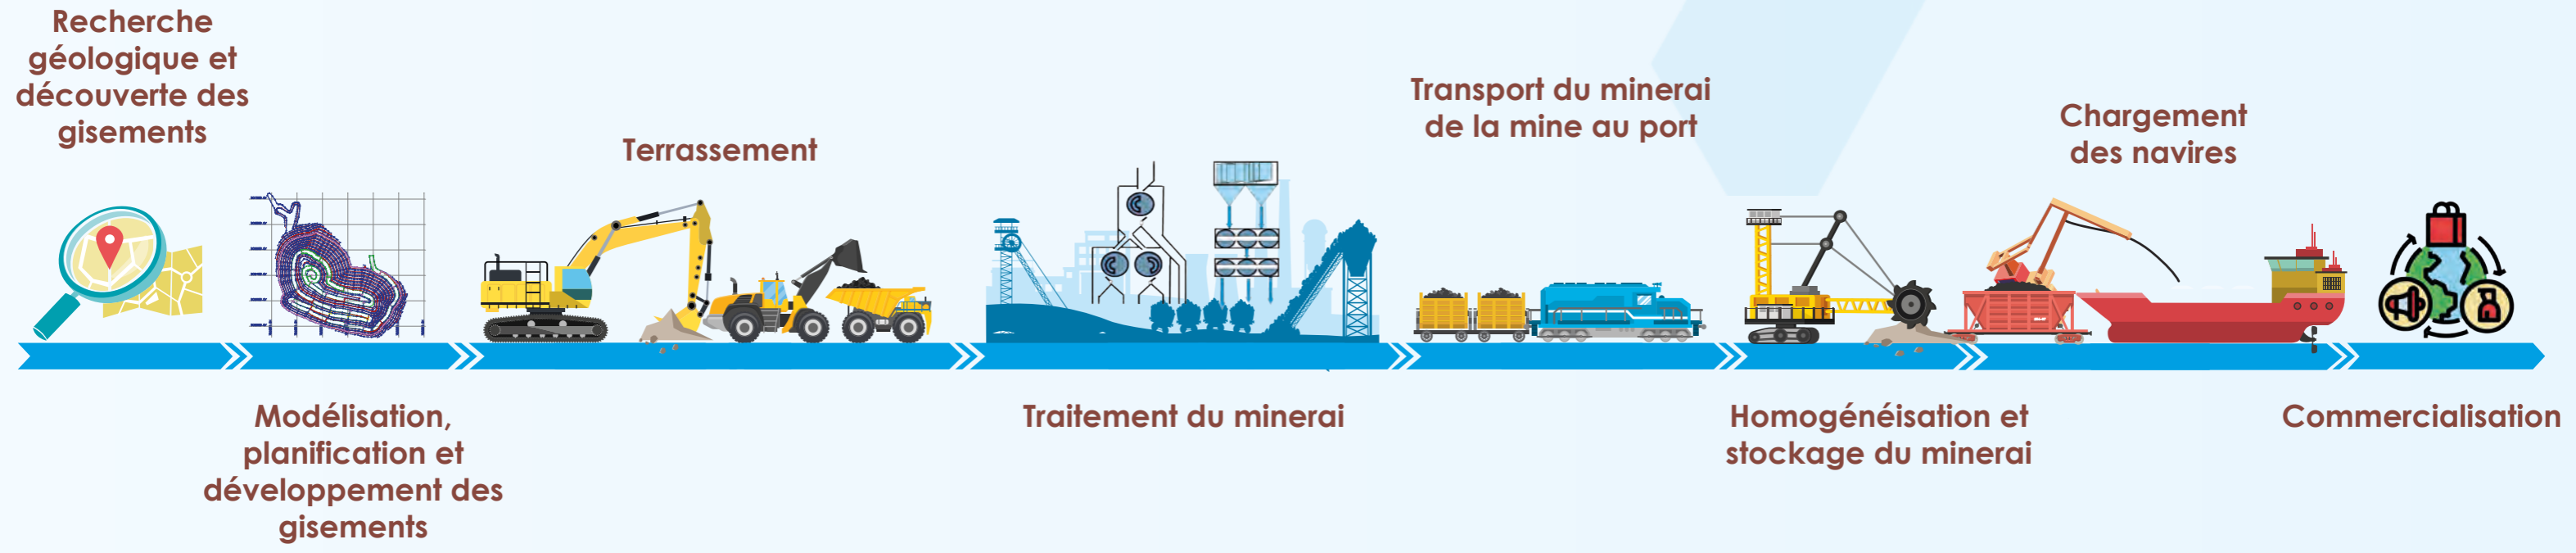 Recherche
géologique et
découverte des
gisements
Modélisation,
planification et
développement des
gisements
Terrassement
Traitement du minerai
Transport du minerai
de la mine au port
Homogénéisation et
stockage du minerai
Chargement
des navires
Commercialisation